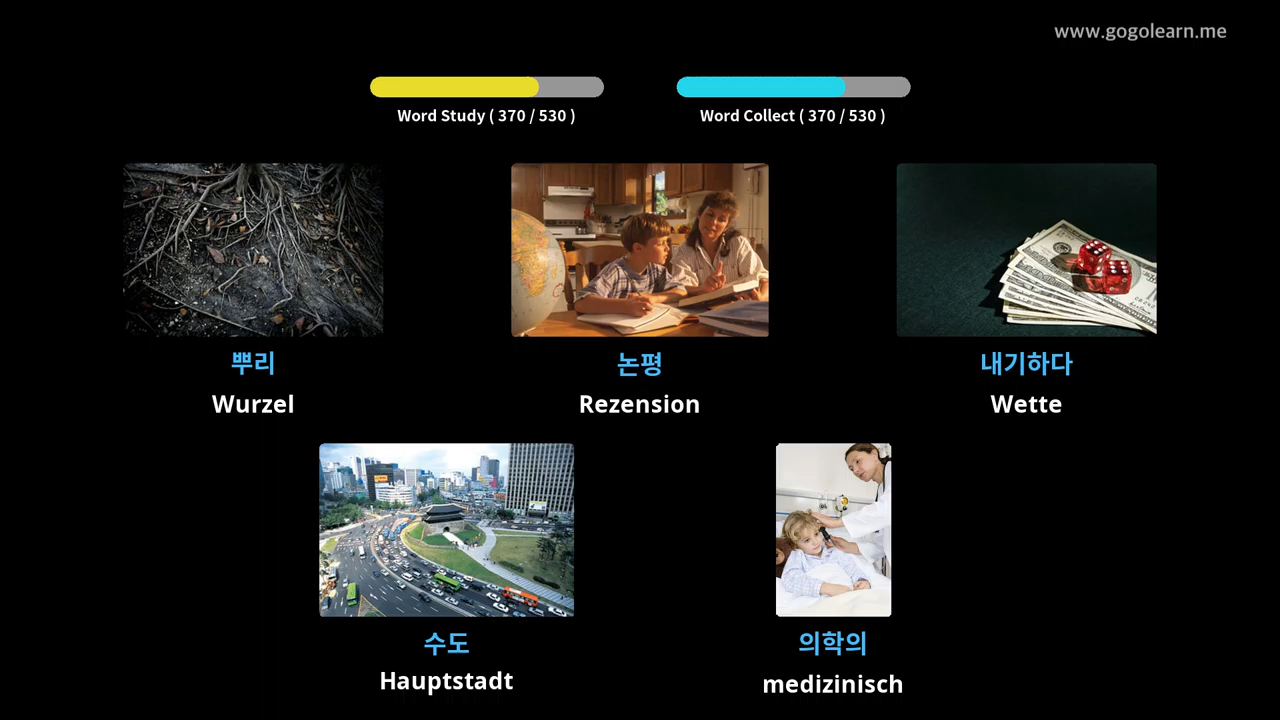 www.gogolearn.me
Word Study ( 370 / 530 )
Word Collect ( 370 / 530 )
뿌리
Wurzel
논평
Rezension
내기하다
Wette
수도
Hauptstadt
의학의
medizinisch